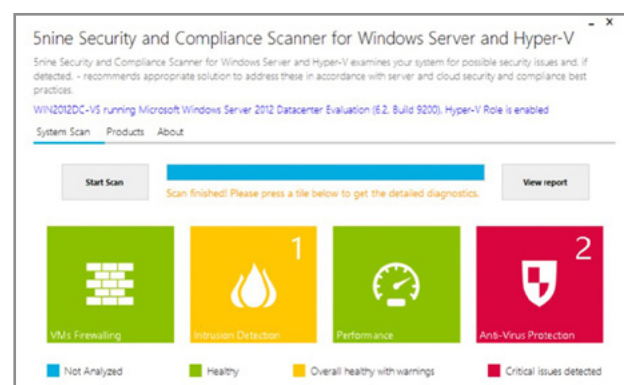 - x
5nine Security and Compliance Scanner for Windows Server and Hyper-V
5nine Security and Compliance Scanner for Windows Server and Hyper-V examines your system for possible security issues and, if
detected, - recommends appropriate solution to address these in accordance with server and cloud security and compliance best
practices.
WIN2012DC-VS running Microsoft Windows Server 2012 Datacenter Evaluation (6.2, Build 9200), Hyper-V Role is enabled
System Scan Products About
Start Scan
View report
Scan finished! Please press a tile below to get the detailed diagnostics.
1
2
VMs Firewalling
Intrusion Detection
Performance
Anti-Virus Protection
Not Analyzed
Healthy
Overall healthy with warnings
Critical issues detected